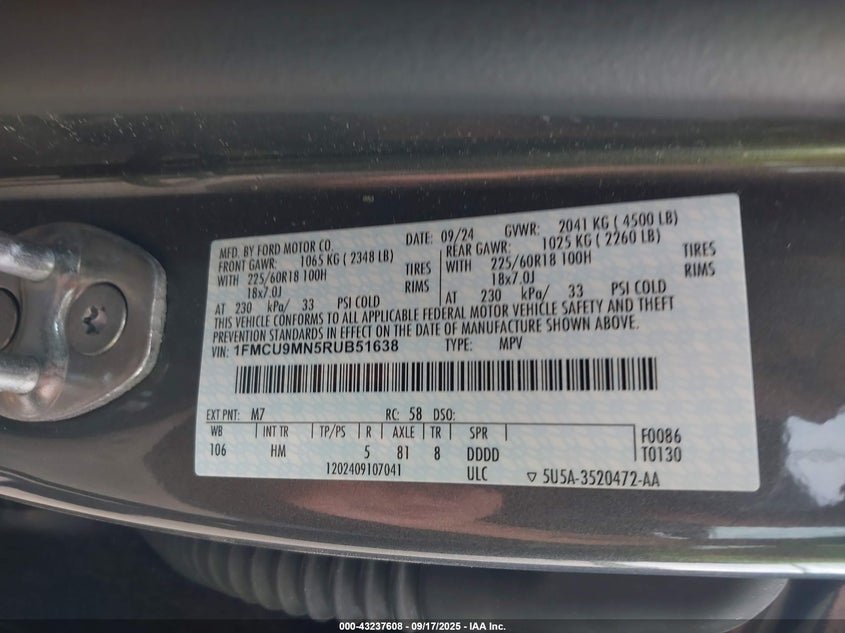 MFD. BY FORD MOTOR CO. DATE: 09/24 GVWR: 2041 KG ( 4500 LB)
FRONT GAWR: 1065 KG ( 2348 LB) REAR GAWR: 1025 KG ( 2260 LB)
WITH 225/60R18 100H TIRES WITH 225/60R18 100H TIRES
18x7.0J RIMS 18x7.0J RIMS
AT 230 kPa/ 33 PSI COLD AT 230 kPa/ 33 PSI COLD
THIS VEHICLE CONFORMS TO ALL APPLICABLE FEDERAL MOTOR VEHICLE SAFETY AND THEFT
PREVENTION STANDARDS IN EFFECT ON THE DATE OF MANUFACTURE SHOWN ABOVE.
VIN: 1FMCU9MN5RUB51638 TYPE: MPV
EXT PNT: M7 RC: 58 DSO:
WB INT TR TP/PS R AXLE TR SPR F0086
106 HM 5 81 8 DDDD T0130
1202409107041 ULC ▽ 5U5A-3520472-AA
000-43237608 - 09/17/2025 - IAA Inc.